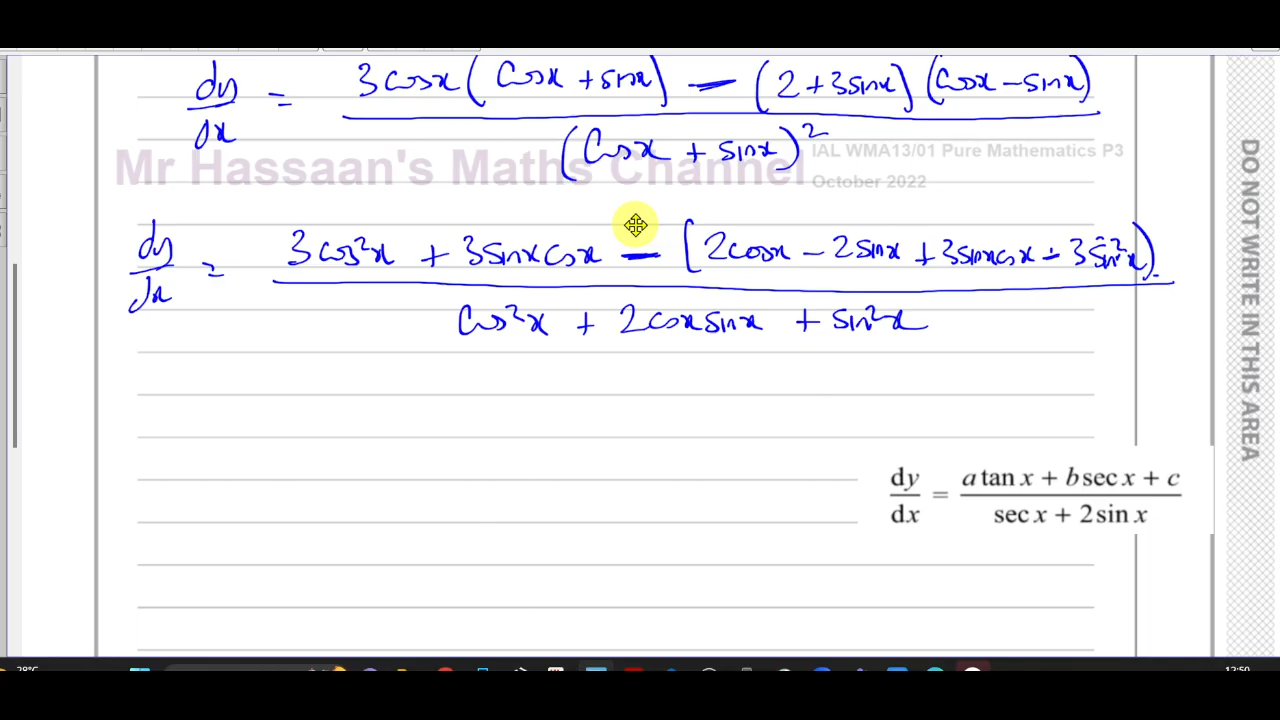 dy/dx = 3cosx(cosx + sinx) − (2 + 3sinx)(cosx − sinx) / (cosx + sinx)²
Mr Hassaan's Maths Channel
IAL WMA13/01 Pure Mathematics P3
October 2022
dy/dx = 3cos²x + 3sinxcosx − (2cosx − 2sinx + 3sinxcosx − 3sin²x) / cos²x + 2cosxsinx + sin²x
dy/dx = a tan x + b sec x + c / sec x + 2 sin x
DO NOT WRITE IN THIS AREA